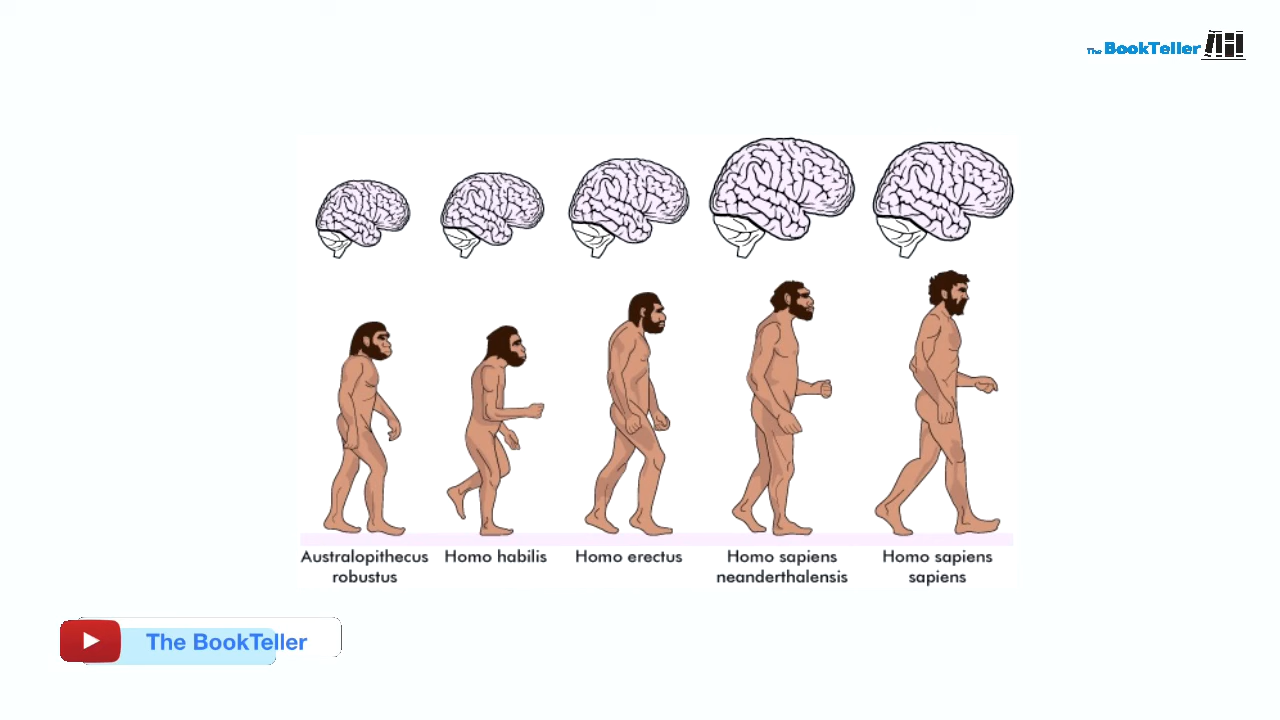 The BookTeller
Australopithecus
robustus
Homo habilis
Homo erectus
Homo sapiens
neanderthalensis
Homo sapiens
sapiens
The BookTeller